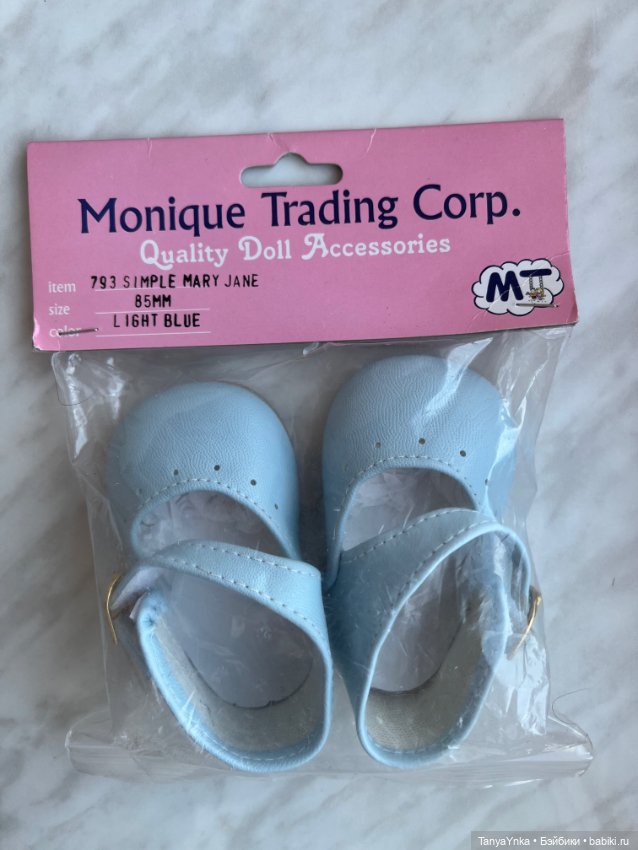 Monique Trading Corp.
Quality Doll Accessories
item 793 SIMPLE MARY JANE
size 85MM
color LIGHT BLUE
MT
TanyaYnka • Бэйбики • babiki.ru